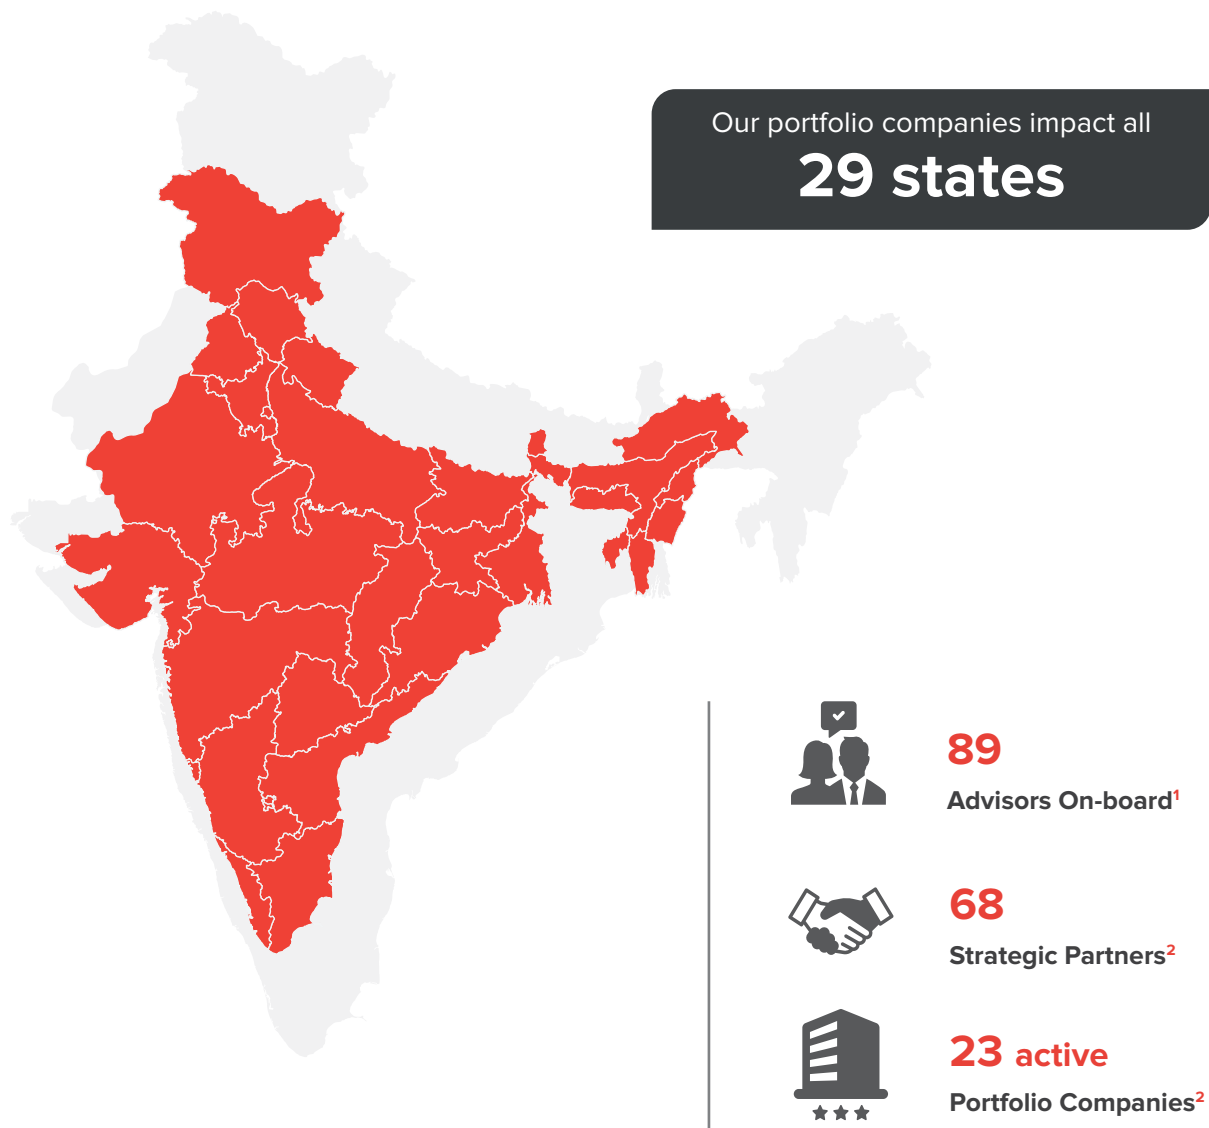 Our portfolio companies impact all
29 states
89
Advisors On-board¹
68
Strategic Partners²
23 active
Portfolio Companies²